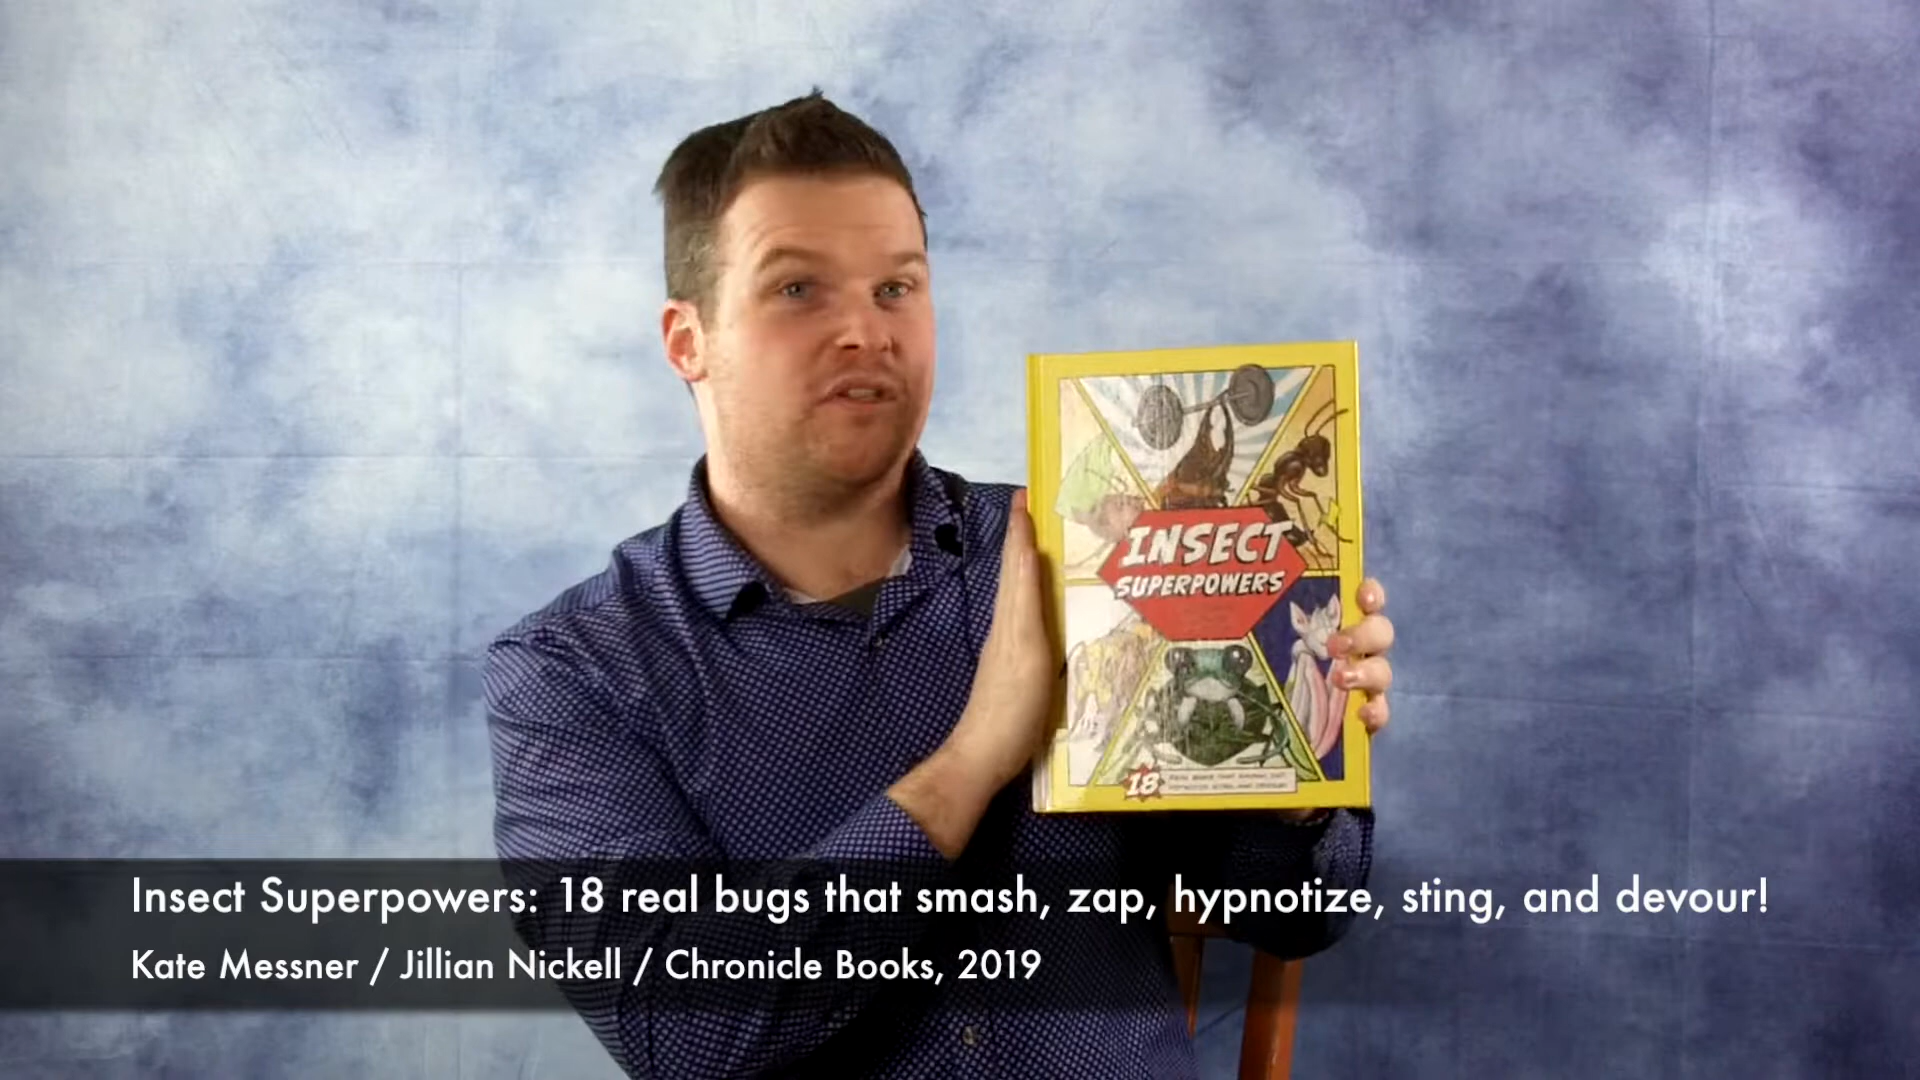 INSECT
SUPERPOWERS
18
Insect Superpowers: 18 real bugs that smash, zap, hypnotize, sting, and devour!
Kate Messner / Jillian Nickell / Chronicle Books, 2019